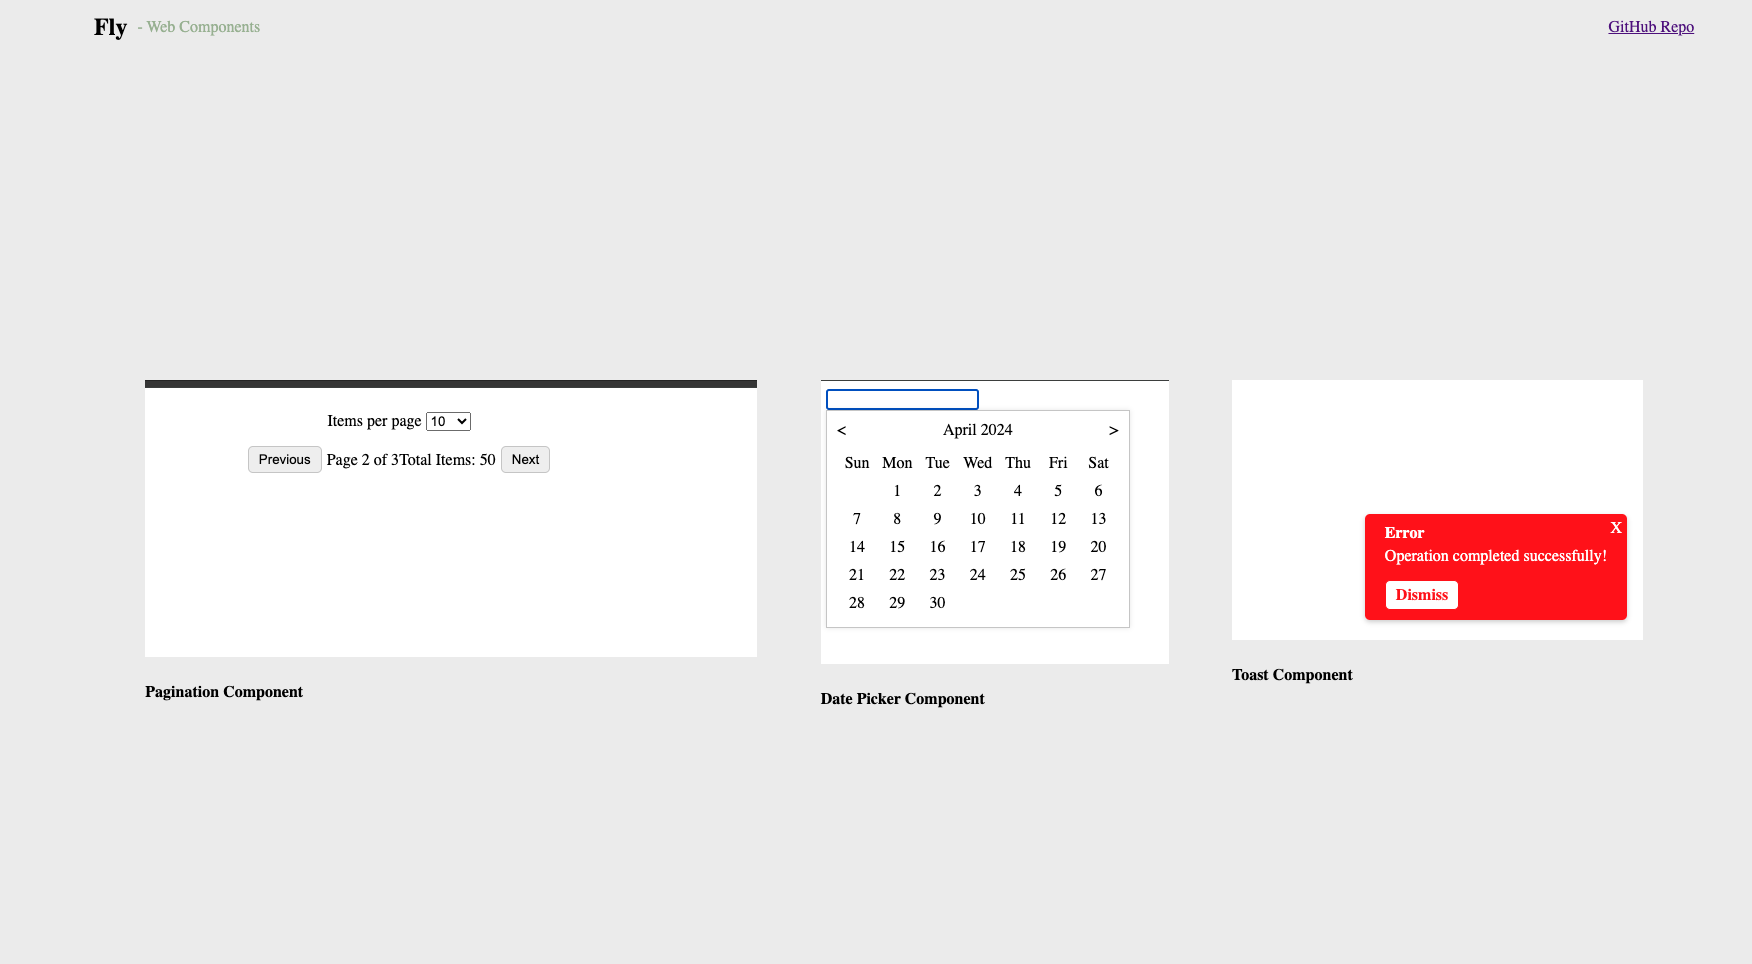 Fly - Web Components
GitHub Repo
Items per page 10
Previous Page 2 of 3Total Items: 50 Next
Pagination Component
< April 2024 >
Sun Mon Tue Wed Thu Fri Sat
1 2 3 4 5 6
7 8 9 10 11 12 13
14 15 16 17 18 19 20
21 22 23 24 25 26 27
28 29 30
Date Picker Component
Error X
Operation completed successfully!
Dismiss
Toast Component